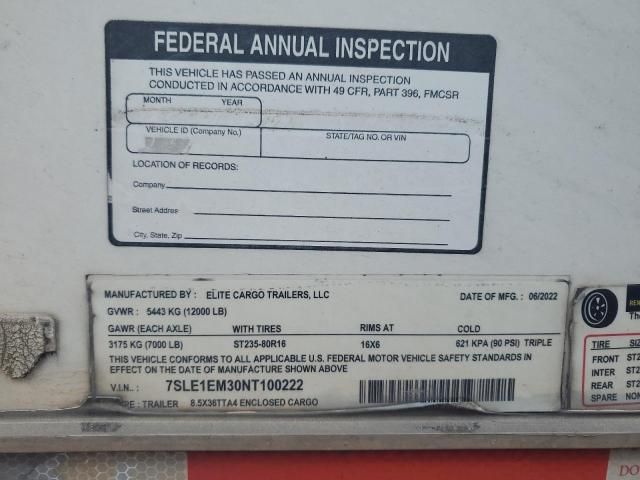 FEDERAL ANNUAL INSPECTION
THIS VEHICLE HAS PASSED AN ANNUAL INSPECTION
CONDUCTED IN ACCORDANCE WITH 49 CFR, PART 396, FMCSR
MONTH YEAR
VEHICLE ID (Company No.) STATE/TAG NO. OR VIN
LOCATION OF RECORDS:
Company
Street Address
City, State, Zip
MANUFACTURED BY : ELITE CARGO TRAILERS, LLC DATE OF MFG. : 06/2022
GVWR : 5443 KG (12000 LB)
GAWR (EACH AXLE) WITH TIRES RIMS AT COLD
3175 KG (7000 LB) ST235-80R16 16X6 621 KPA (90 PSI) TRIPLE
THIS VEHICLE CONFORMS TO ALL APPLICABLE U.S. FEDERAL MOTOR VEHICLE SAFETY STANDARDS IN
EFFECT ON THE DATE OF MANUFACTURE SHOWN ABOVE
V.I.N. : 7SLE1EM30NT100222
: TRAILER 8.5X36TTA4 ENCLOSED CARGO
TIRE
FRONT
INTER
REAR
SPARE
DO